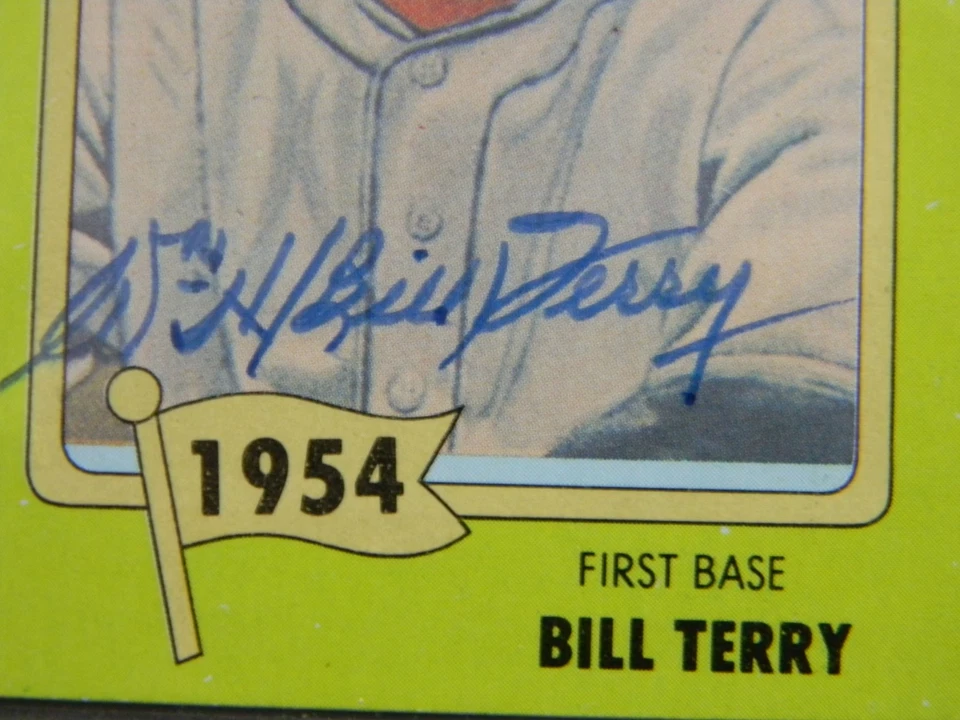 Wm H Bill Terry
1954
FIRST BASE
BILL TERRY